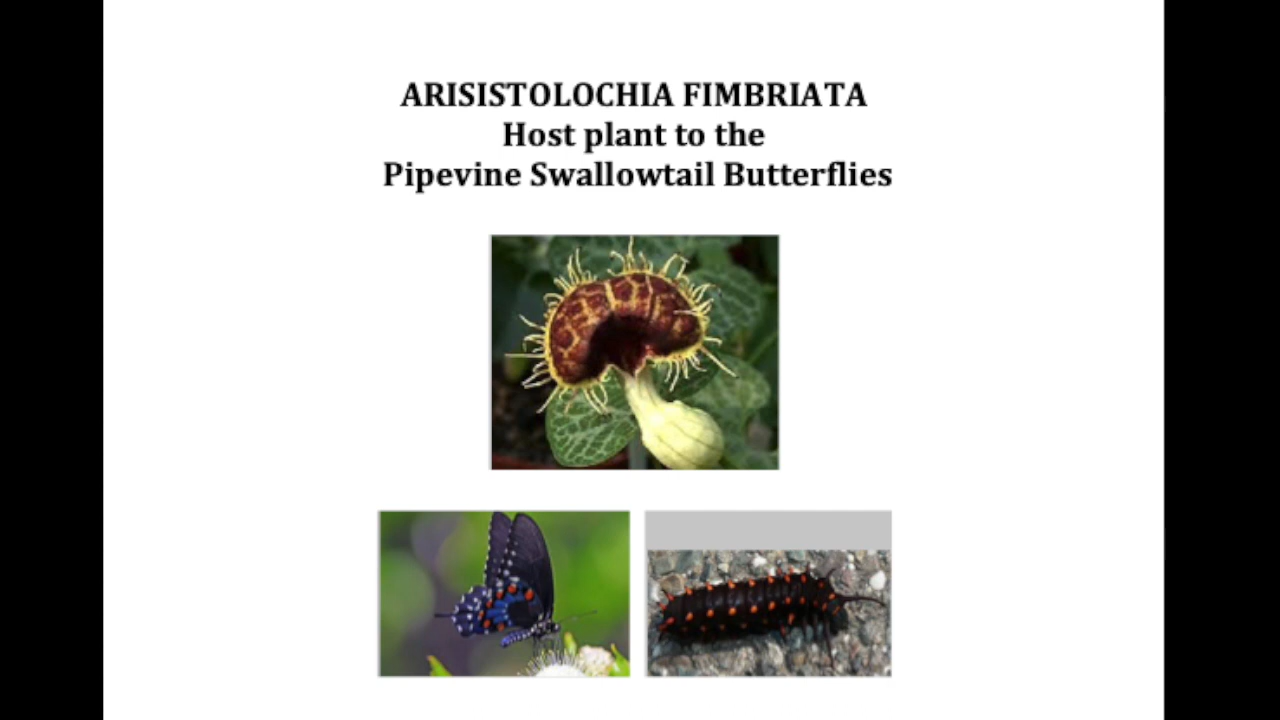 ARISISTOLOCHIA FIMBRIATA
Host plant to the
Pipevine Swallowtail Butterflies